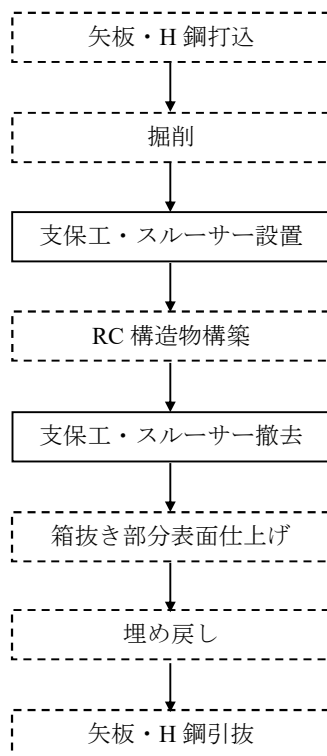 矢板・H 鋼打込
掘削
支保工・スルーサー設置
RC 構造物構築
支保工・スルーサー撤去
箱抜き部分表面仕上げ
埋め戻し
矢板・H 鋼引抜